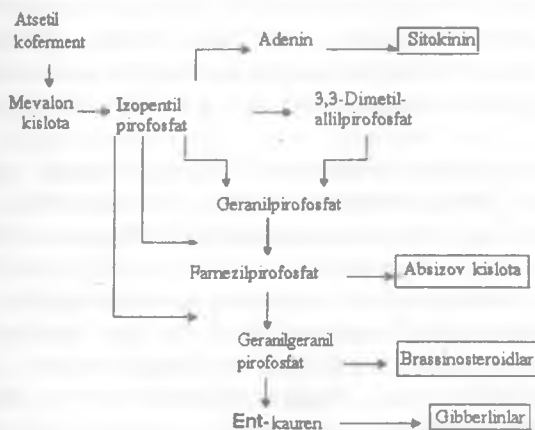 Atsetil
koferment
Adenin
Sitokinin
Mevalon
kislota
Izopentil
pirofosfat
3,3-Dimetil-
allilpirofosfat
Geranilpirofosfat
Farnezilpirofosfat
Absizov kislota
Geranilgeranil
pirofosfat
Brassinosteroidlar
Ent-kauren
Gibberlinlar